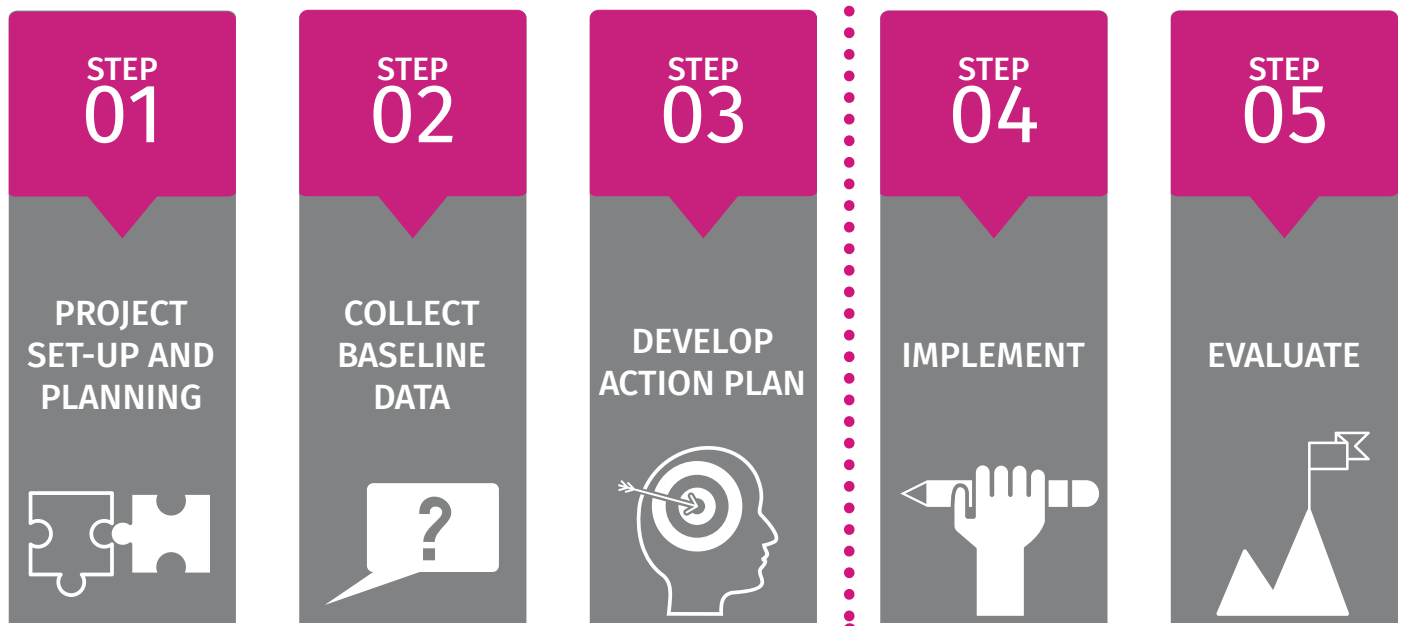 STEP
01
PROJECT
SET-UP AND
PLANNING
STEP
02
COLLECT
BASELINE
DATA
?
STEP
03
DEVELOP
ACTION PLAN
STEP
04
IMPLEMENT
STEP
05
EVALUATE